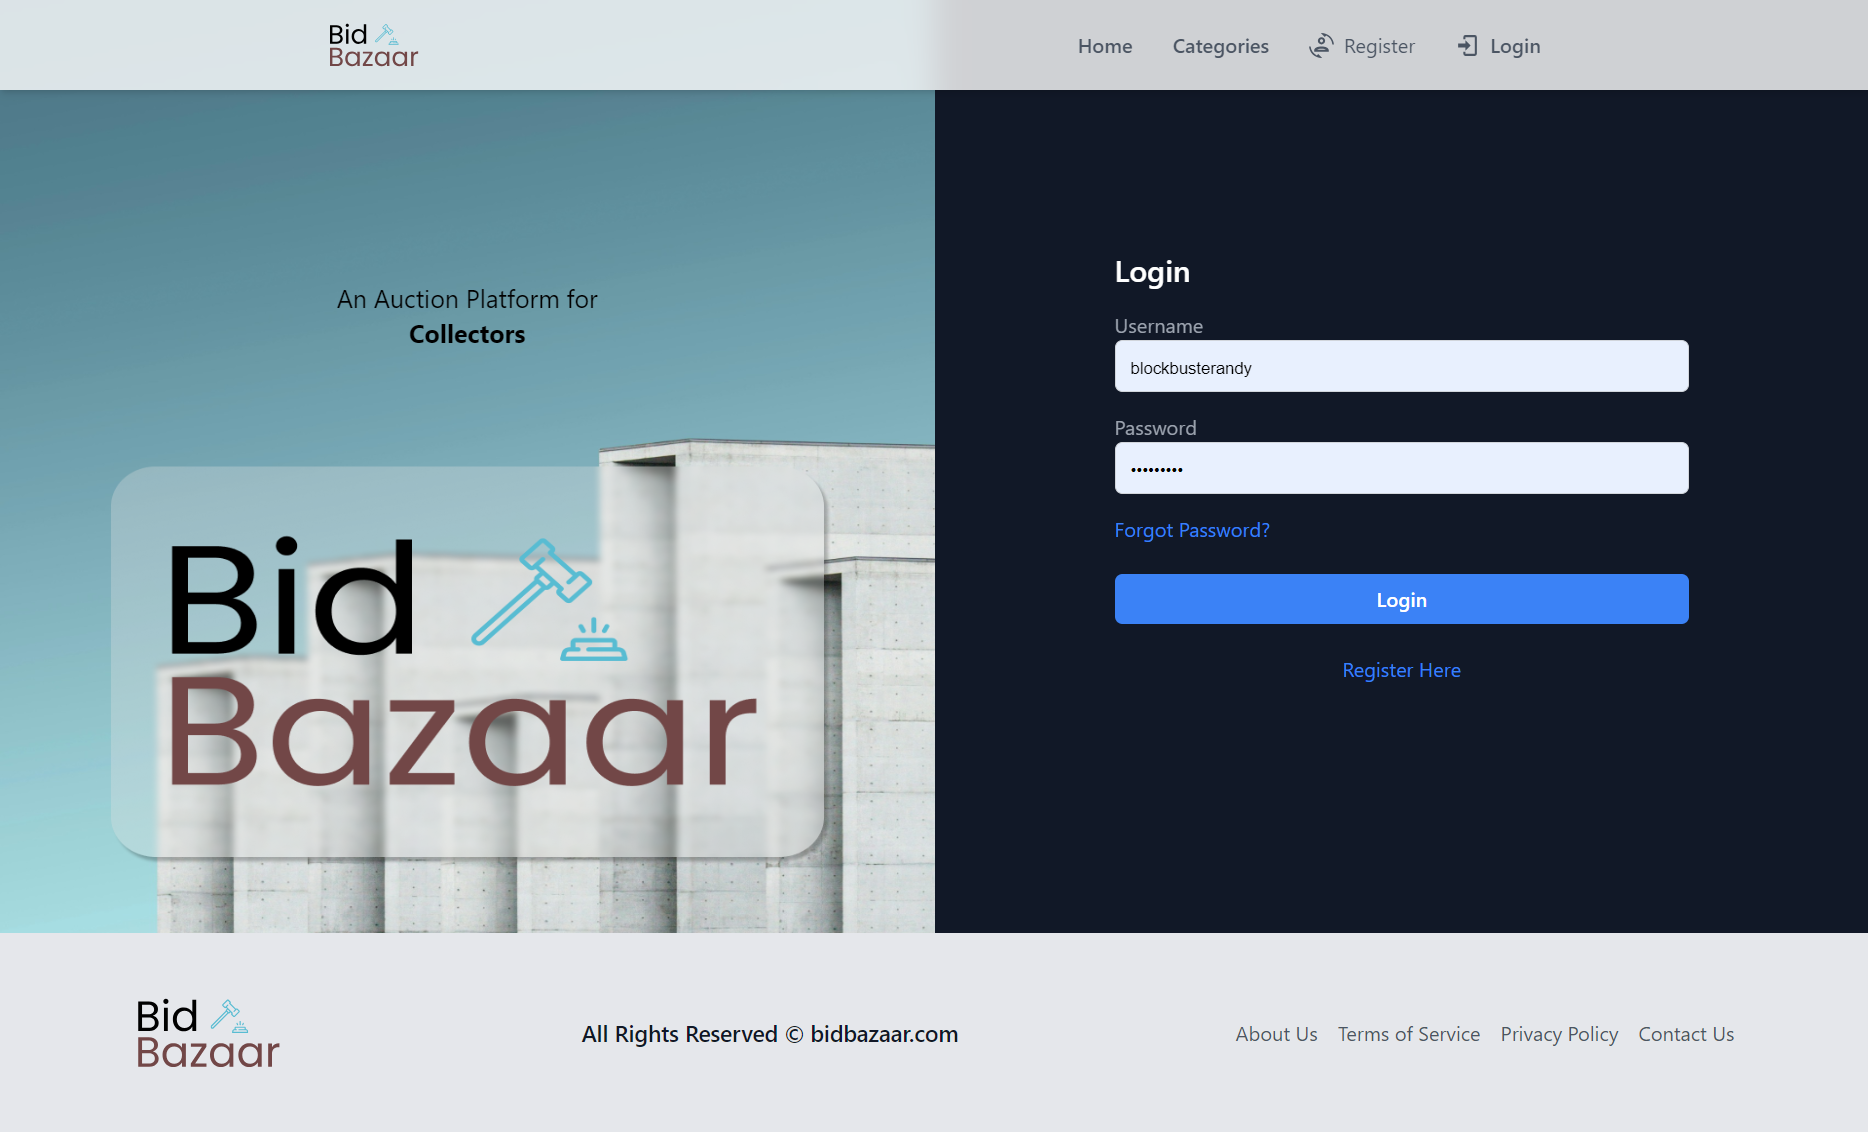 Bid
Bazaar
Home Categories Register Login
An Auction Platform for
Collectors
Bid
Bazaar
Login
Username
blockbusterandy
Password
•••••••••
Forgot Password?
Login
Register Here
Bid
Bazaar
All Rights Reserved © bidbazaar.com
About Us Terms of Service Privacy Policy Contact Us